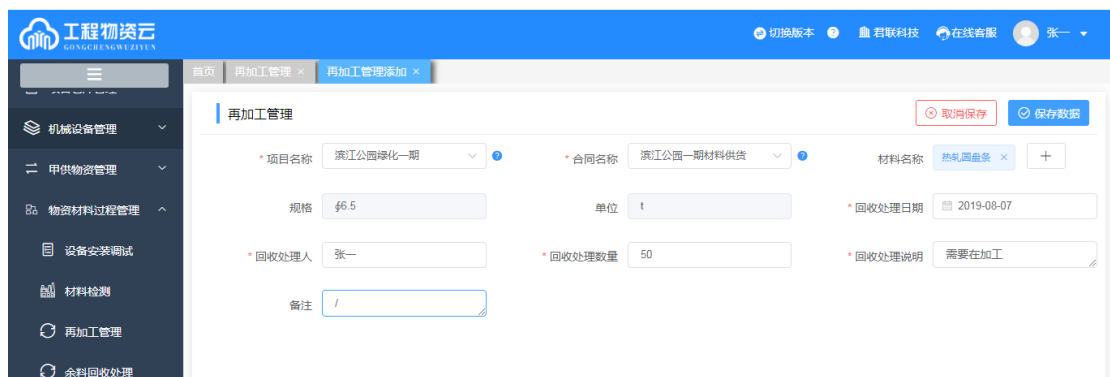 工程物资云
GONGCHENGWUZIYUN
切换版本 君联科技 在线客服 张一
首页 再加工管理 × 再加工管理添加 ×
机械设备管理
甲供物资管理
物资材料过程管理
设备安装调试
材料检测
再加工管理
余料回收处理
再加工管理 取消保存 保存数据
* 项目名称 滨江公园绿化一期 * 合同名称 滨江公园一期材料供货 材料名称 热轧圆盘条 × +
规格 ∮6.5 单位 t * 回收处理日期 2019-08-07
* 回收处理人 张一 * 回收处理数量 50 * 回收处理说明 需要在加工
备注 /